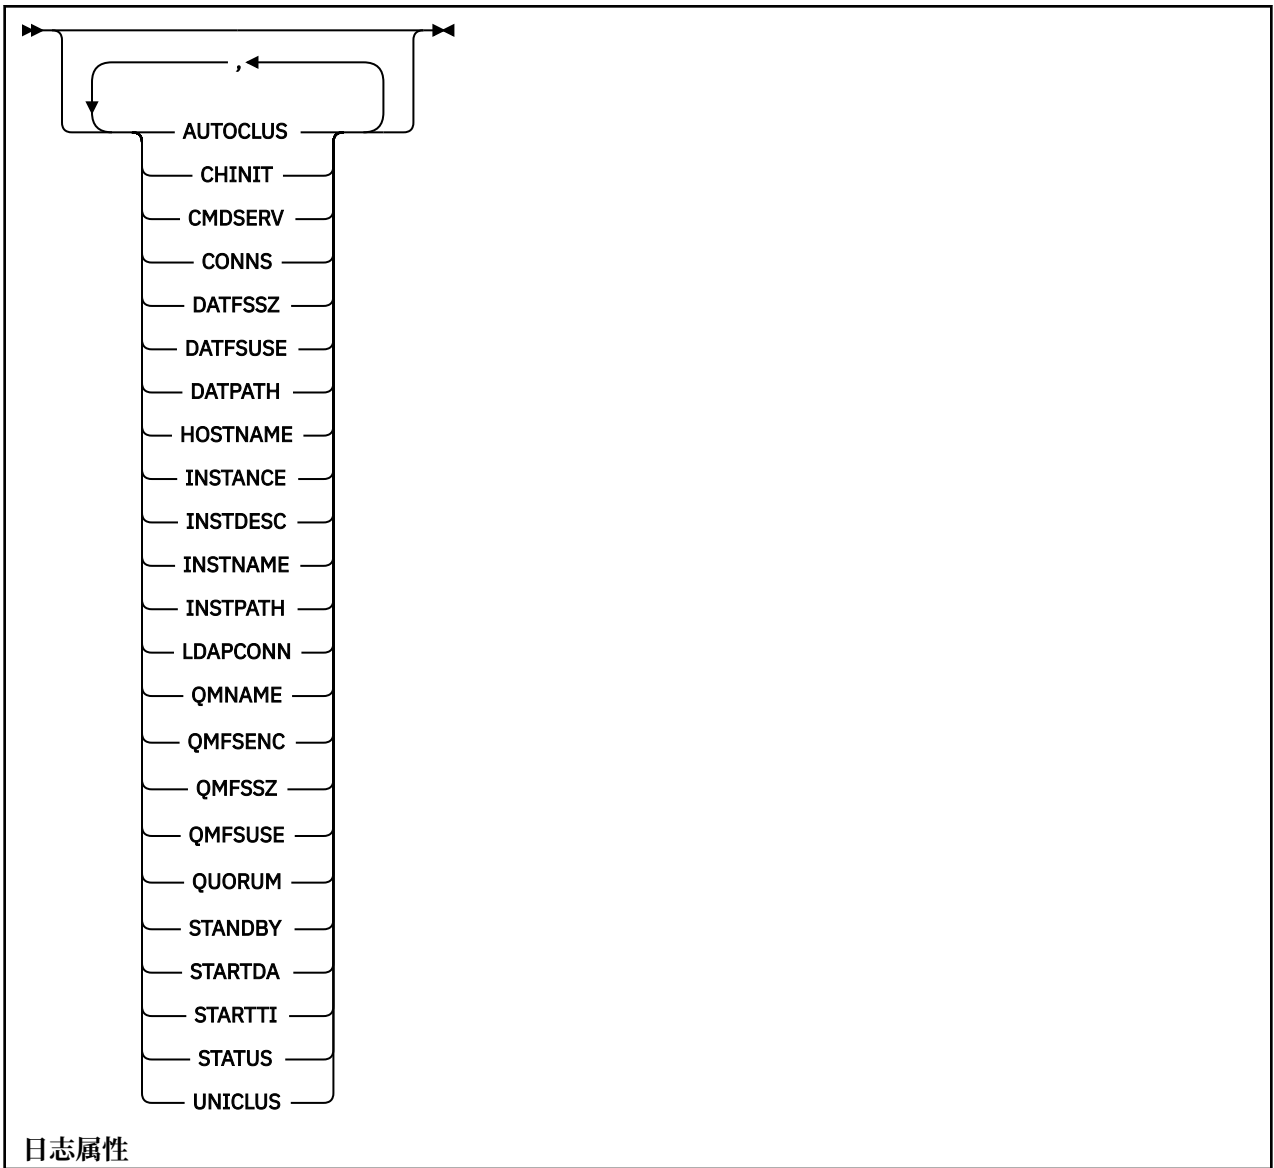 ,
AUTOCLUS
CHINIT
CMDSERV
CONNS
DATFSSZ
DATFSUSE
DATPATH
HOSTNAME
INSTANCE
INSTDESC
INSTNAME
INSTPATH
LDAPCONN
QMNAME
QMFSENC
QMFSSZ
QMFSUSE
QUORUM
STANDBY
STARTDA
STARTTI
STATUS
UNICLUS
日志属性